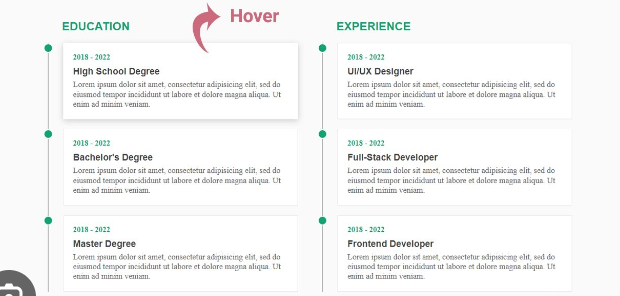 Hover
EDUCATION
2018 - 2022
High School Degree
Lorem ipsum dolor sit amet, consectetur adipisicing elit, sed do
eiusmod tempor incididunt ut labore et dolore magna aliqua. Ut
enim ad minim veniam.
2018 - 2022
Bachelor's Degree
Lorem ipsum dolor sit amet, consectetur adipisicing elit, sed do
eiusmod tempor incididunt ut labore et dolore magna aliqua. Ut
enim ad minim veniam.
2018 - 2022
Master Degree
Lorem ipsum dolor sit amet, consectetur adipisicing elit, sed do
eiusmod tempor incididunt ut labore et dolore magna aliqua. Ut
enim ad minim veniam.
EXPERIENCE
2018 - 2022
UI/UX Designer
Lorem ipsum dolor sit amet, consectetur adipisicing elit, sed do
eiusmod tempor incididunt ut labore et dolore magna aliqua. Ut
enim ad minim veniam.
2018 - 2022
Full-Stack Developer
Lorem ipsum dolor sit amet, consectetur adipisicing elit, sed do
eiusmod tempor incididunt ut labore et dolore magna aliqua. Ut
enim ad minim veniam.
2018 - 2022
Frontend Developer
Lorem ipsum dolor sit amet, consectetur adipisicing elit, sed do
eiusmod tempor incididunt ut labore et dolore magna aliqua. Ut
enim ad minim veniam.